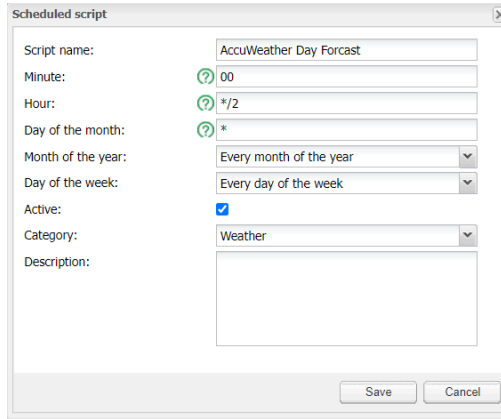 Scheduled script
Script name: AccuWeather Day Forcast
Minute: ? 00
Hour: ? */2
Day of the month: ? *
Month of the year: Every month of the year
Day of the week: Every day of the week
Active:
Category: Weather
Description:
Save Cancel